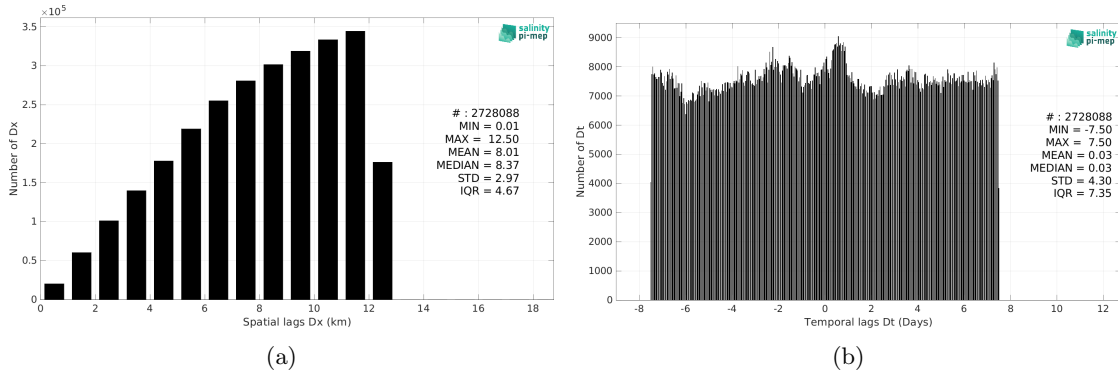 ×10^5
3.5
3
2.5
2
1.5
1
0.5
0
Number of Dx
salinity
pi-mep
# : 2728088
MIN = 0.01
MAX = 12.50
MEAN = 8.01
MEDIAN = 8.37
STD = 2.97
IQR = 4.67
0 2 4 6 8 10 12 14 16 18
Spatial lags Dx (km)
(a)
9000
8000
7000
6000
5000
4000
3000
2000
1000
0
Number of Dt
salinity
pi-mep
# : 2728088
MIN = -7.50
MAX = 7.50
MEAN = 0.03
MEDIAN = 0.03
STD = 4.30
IQR = 7.35
-8 -6 -4 -2 0 2 4 6 8 10 12
Temporal lags Dt (Days)
(b)